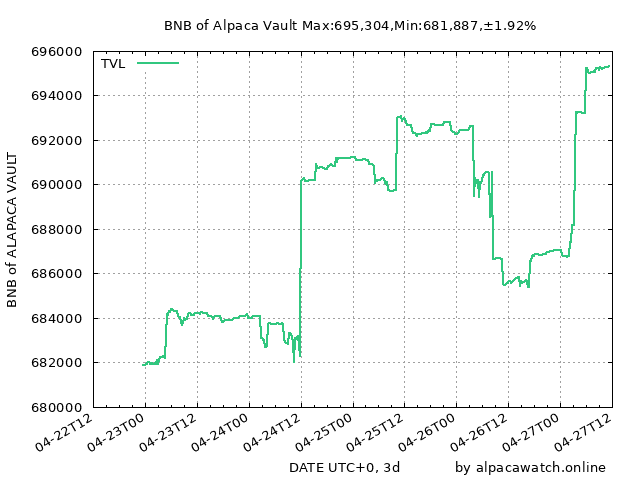 BNB of Alpaca Vault Max:695,304,Min:681,887,±1.92%
TVL
696000
694000
692000
690000
688000
686000
684000
682000
680000
BNB of ALAPACA VAULT
04-22T12 04-23T00 04-23T12 04-24T00 04-24T12 04-25T00 04-25T12 04-26T00 04-26T12 04-27T00 04-27T12
DATE UTC+0, 3d by alpacawatch.online